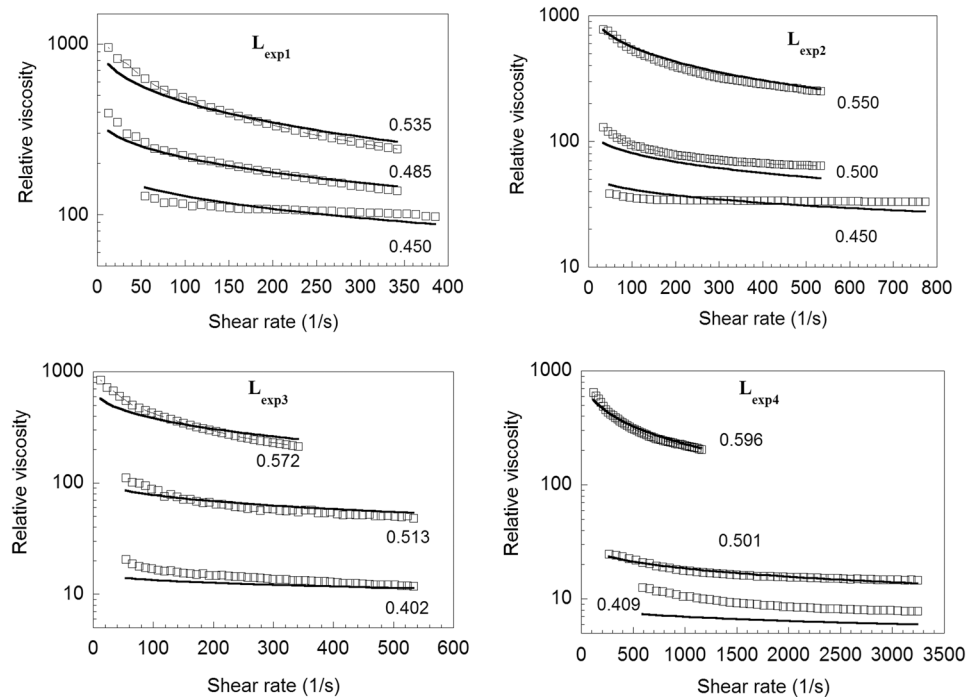 L exp1
Relative viscosity
1000
100
0.535
0.485
0.450
0 50 100 150 200 250 300 350 400
Shear rate (1/s)
L exp2
Relative viscosity
1000
100
10
0.550
0.500
0.450
0 100 200 300 400 500 600 700 800
Shear rate (1/s)
L exp3
Relative viscosity
1000
100
10
0.572
0.513
0.402
0 100 200 300 400 500 600
Shear rate (1/s)
L exp4
Relative viscosity
1000
100
10
0.596
0.501
0.409
0 500 1000 1500 2000 2500 3000 3500
Shear rate (1/s)